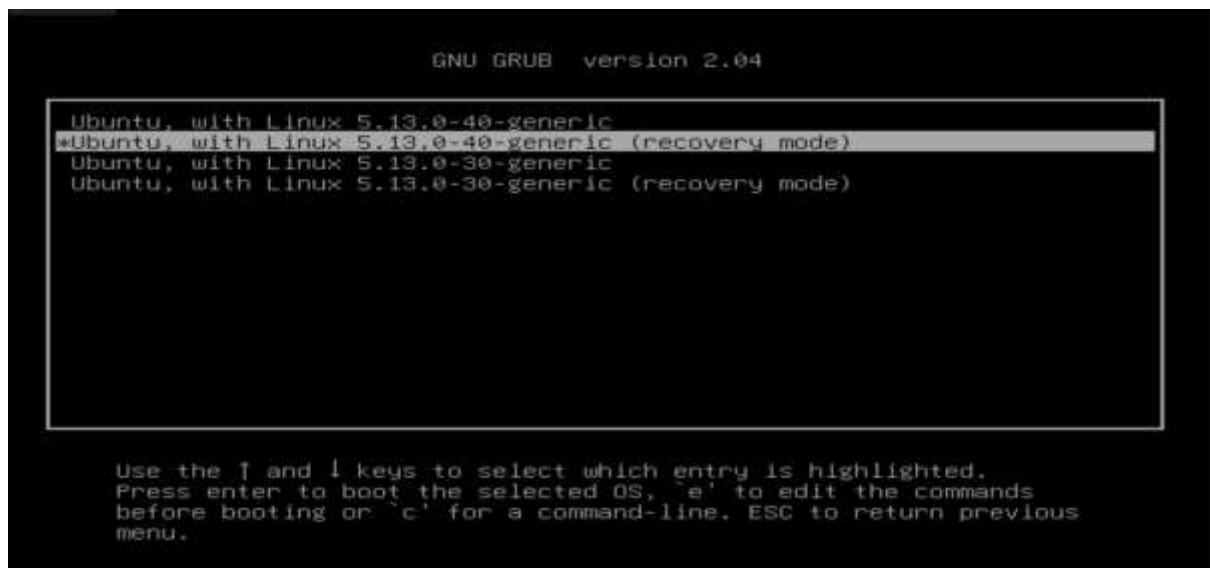 GNU GRUB version 2.04
Ubuntu, with Linux 5.13.0-40-generic
*Ubuntu, with Linux 5.13.0-40-generic (recovery mode)
Ubuntu, with Linux 5.13.0-30-generic
Ubuntu, with Linux 5.13.0-30-generic (recovery mode)
Use the ↑ and ↓ keys to select which entry is highlighted.
Press enter to boot the selected OS, `e' to edit the commands
before booting or `c' for a command-line. ESC to return previous
menu.